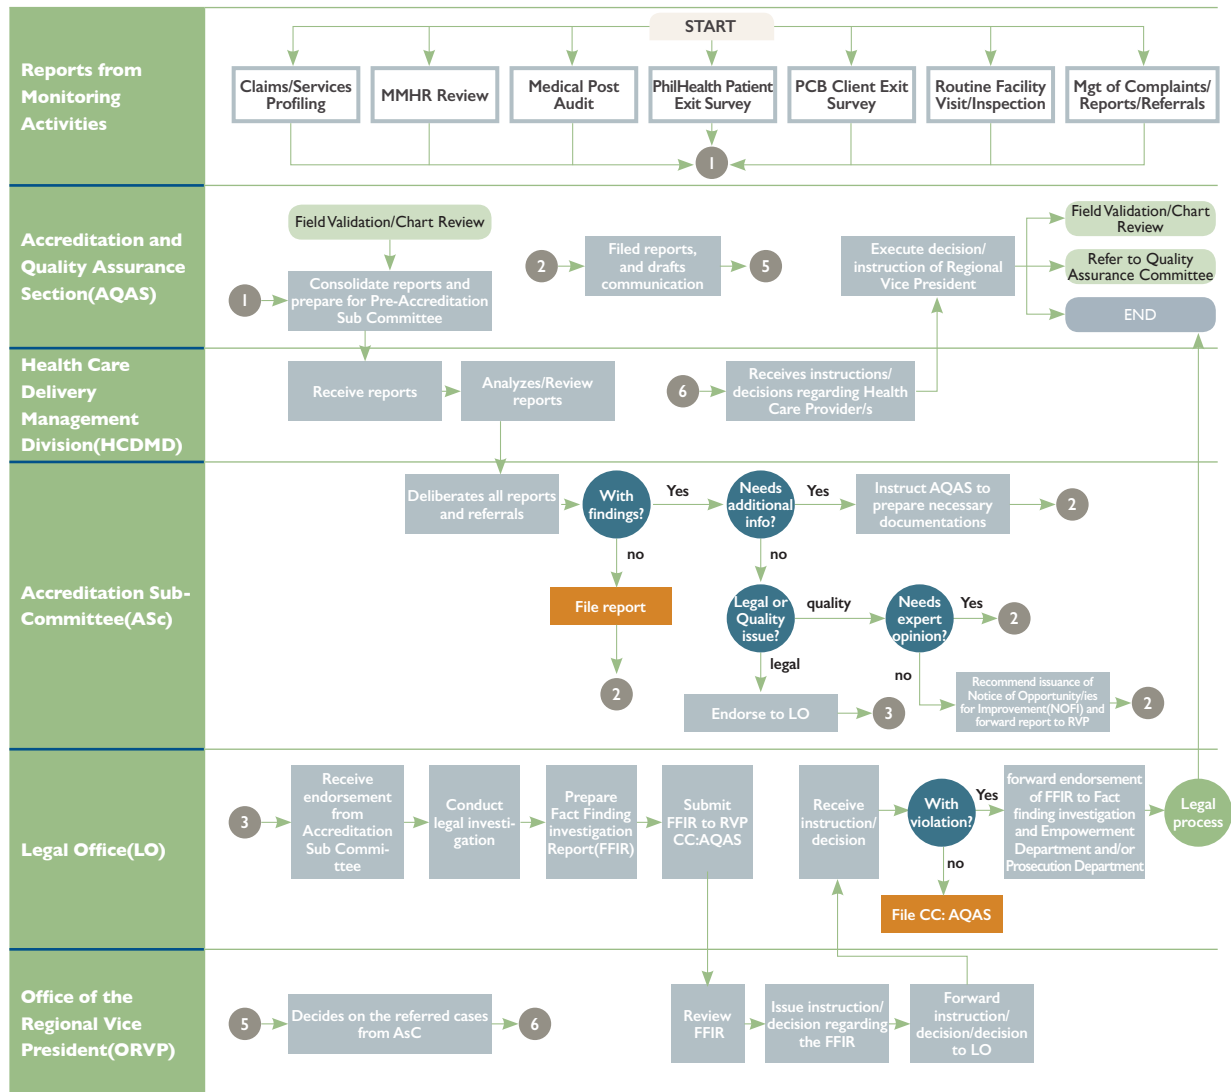 Reports from
Monitoring
Activities
START
Claims/Services
Profiling
MMHR Review
Medical Post
Audit
PhilHealth Patient
Exit Survey
PCB Client Exit
Survey
Routine Facility
Visit/Inspection
Mgt of Complaints/
Reports/Referrals
1
Accreditation and
Quality Assurance
Section(AQAS)
Field Validation/Chart Review
1
Consolidate reports and
prepare for Pre-Accreditation
Sub Committee
2
Filed reports,
and drafts
communication
5
Execute decision/
instruction of Regional
Vice President
Field Validation/Chart
Review
Refer to Quality
Assurance Committee
END
Health Care
Delivery
Management
Division(HCDMD)
Receive reports
Analyzes/Review
reports
6
Receives instructions/
decisions regarding Health
Care Provider/s
Accreditation Sub-
Committee(ASc)
Deliberates all reports
and referrals
With
findings?
Yes
Needs
additional
info?
Yes
Instruct AQAS to
prepare necessary
documentations
2
no
no
File report
2
Legal or
Quality
issue?
quality
Needs
expert
opinion?
Yes
2
legal
no
Endorse to LO
3
Recommend issuance of
Notice of Opportunity/ies
for Improvement(NOFI) and
forward report to RVP
2
Legal Office(LO)
3
Receive
endorsement
from
Accreditation
Sub Commi-
ttee
Conduct
legal investi-
gation
Prepare
Fact Finding
investigation
Report(FFIR)
Submit
FFIR to RVP
CC:AQAS
Receive
instruction/
decision
With
violation?
Yes
forward endorsement
of FFIR to Fact
finding investigation
and Empowerment
Department and/or
Prosecution Department
Legal
process
no
File CC: AQAS
Office of the
Regional Vice
President(ORVP)
5
Decides on the referred cases
from AsC
6
Review
FFIR
Issue instruction/
decision regarding
the FFIR
Forward
instruction/
decision/decision
to LO